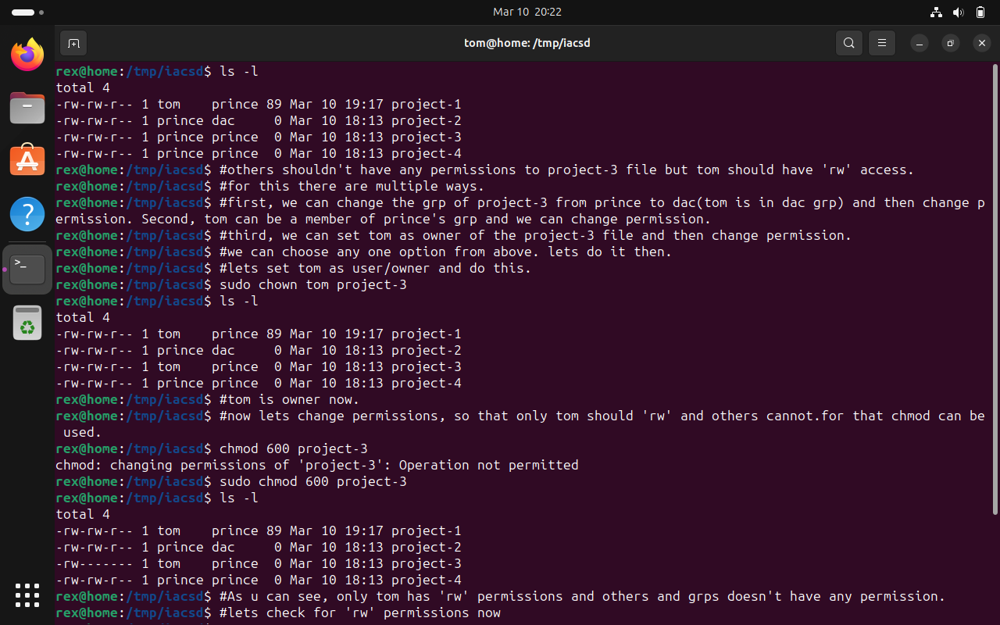 Mar 10 20:22
tom@home: /tmp/iacsd
rex@home:/tmp/iacsd$ ls -l
total 4
-rw-rw-r-- 1 tom    prince 89 Mar 10 19:17 project-1
-rw-rw-r-- 1 prince dac     0 Mar 10 18:13 project-2
-rw-rw-r-- 1 prince prince  0 Mar 10 18:13 project-3
-rw-rw-r-- 1 prince prince  0 Mar 10 18:13 project-4
rex@home:/tmp/iacsd$ #others shouldn't have any permissions to project-3 file but tom should have 'rw' access.
rex@home:/tmp/iacsd$ #for this there are multiple ways.
rex@home:/tmp/iacsd$ #first, we can change the grp of project-3 from prince to dac(tom is in dac grp) and then change p
ermission. Second, tom can be a member of prince's grp and we can change permission.
rex@home:/tmp/iacsd$ #third, we can set tom as owner of the project-3 file and then change permission.
rex@home:/tmp/iacsd$ #we can choose any one option from above. lets do it then.
rex@home:/tmp/iacsd$ #lets set tom as user/owner and do this.
rex@home:/tmp/iacsd$ sudo chown tom project-3
rex@home:/tmp/iacsd$ ls -l
total 4
-rw-rw-r-- 1 tom    prince 89 Mar 10 19:17 project-1
-rw-rw-r-- 1 prince dac     0 Mar 10 18:13 project-2
-rw-rw-r-- 1 tom    prince  0 Mar 10 18:13 project-3
-rw-rw-r-- 1 prince prince  0 Mar 10 18:13 project-4
rex@home:/tmp/iacsd$ #tom is owner now.
rex@home:/tmp/iacsd$ #now lets change permissions, so that only tom should 'rw' and others cannot.for that chmod can be
 used.
rex@home:/tmp/iacsd$ chmod 600 project-3
chmod: changing permissions of 'project-3': Operation not permitted
rex@home:/tmp/iacsd$ sudo chmod 600 project-3
rex@home:/tmp/iacsd$ ls -l
total 4
-rw-rw-r-- 1 tom    prince 89 Mar 10 19:17 project-1
-rw-rw-r-- 1 prince dac     0 Mar 10 18:13 project-2
-rw------- 1 tom    prince  0 Mar 10 18:13 project-3
-rw-rw-r-- 1 prince prince  0 Mar 10 18:13 project-4
rex@home:/tmp/iacsd$ #As u can see, only tom has 'rw' permissions and others and grps doesn't have any permission.
rex@home:/tmp/iacsd$ #lets check for 'rw' permissions now